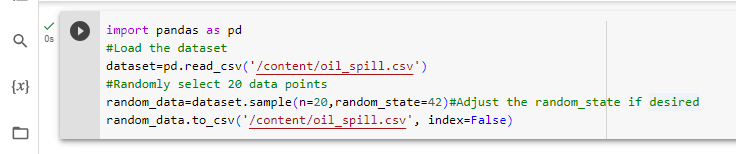 0s
{x}
import pandas as pd
#Load the dataset
dataset=pd.read_csv('/content/oil_spill.csv')
#Randomly select 20 data points
random_data=dataset.sample(n=20,random_state=42)#Adjust the random_state if desired
random_data.to_csv('/content/oil_spill.csv', index=False)